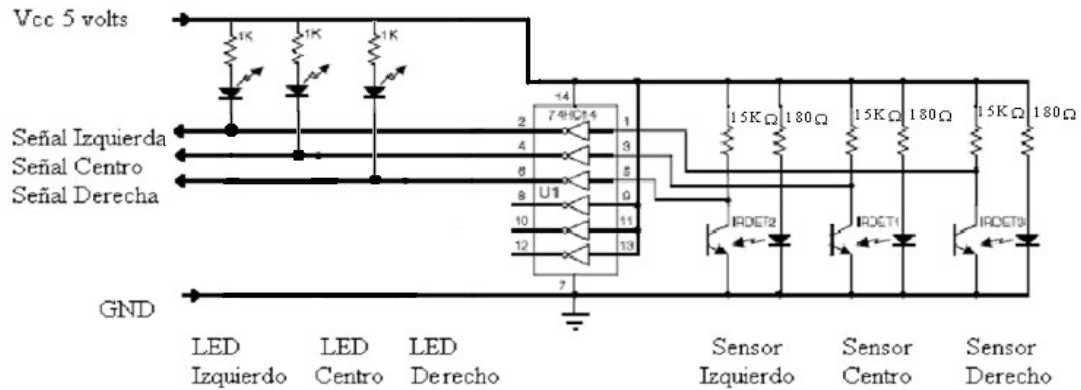 Vcc 5 volts
1K
1K
1K
14
74HC14
2
1
4
3
6
5
U1
8
9
10
11
12
13
7
Señal Izquierda
Señal Centro
Señal Derecha
GND
15KΩ
180Ω
15KΩ
180Ω
15KΩ
180Ω
IRDET2
IRDET1
IRDET3
LED
Izquierdo
LED
Centro
LED
Derecho
Sensor
Izquierdo
Sensor
Centro
Sensor
Derecho